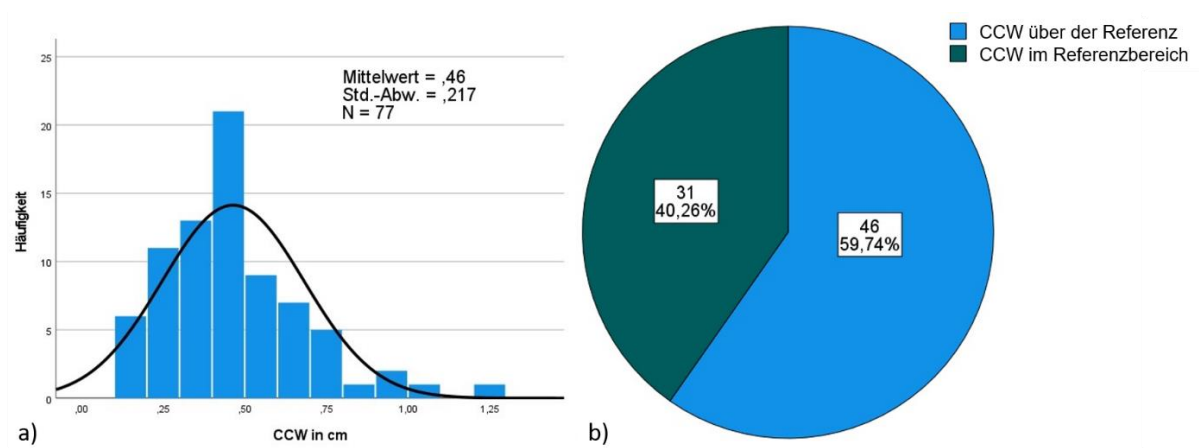 25
20
15
10
5
0
Häufigkeit
Mittelwert = ,46
Std.-Abw. = ,217
N = 77
,00 ,25 ,50 ,75 1,00 1,25
CCW in cm
a)
CCW über der Referenz
CCW im Referenzbereich
31
40,26%
46
59,74%
b)